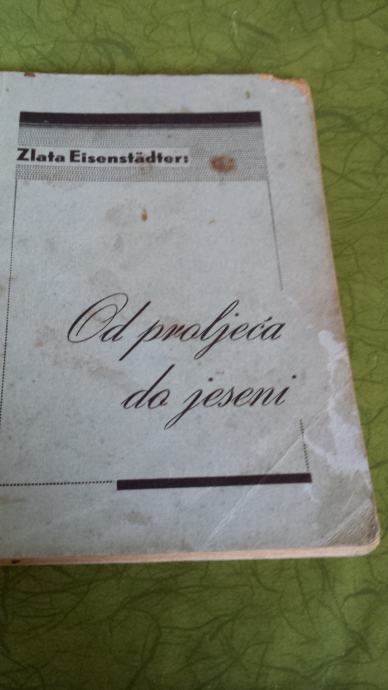 Zlata Eisenstädter:
Od proljeća
do jeseni